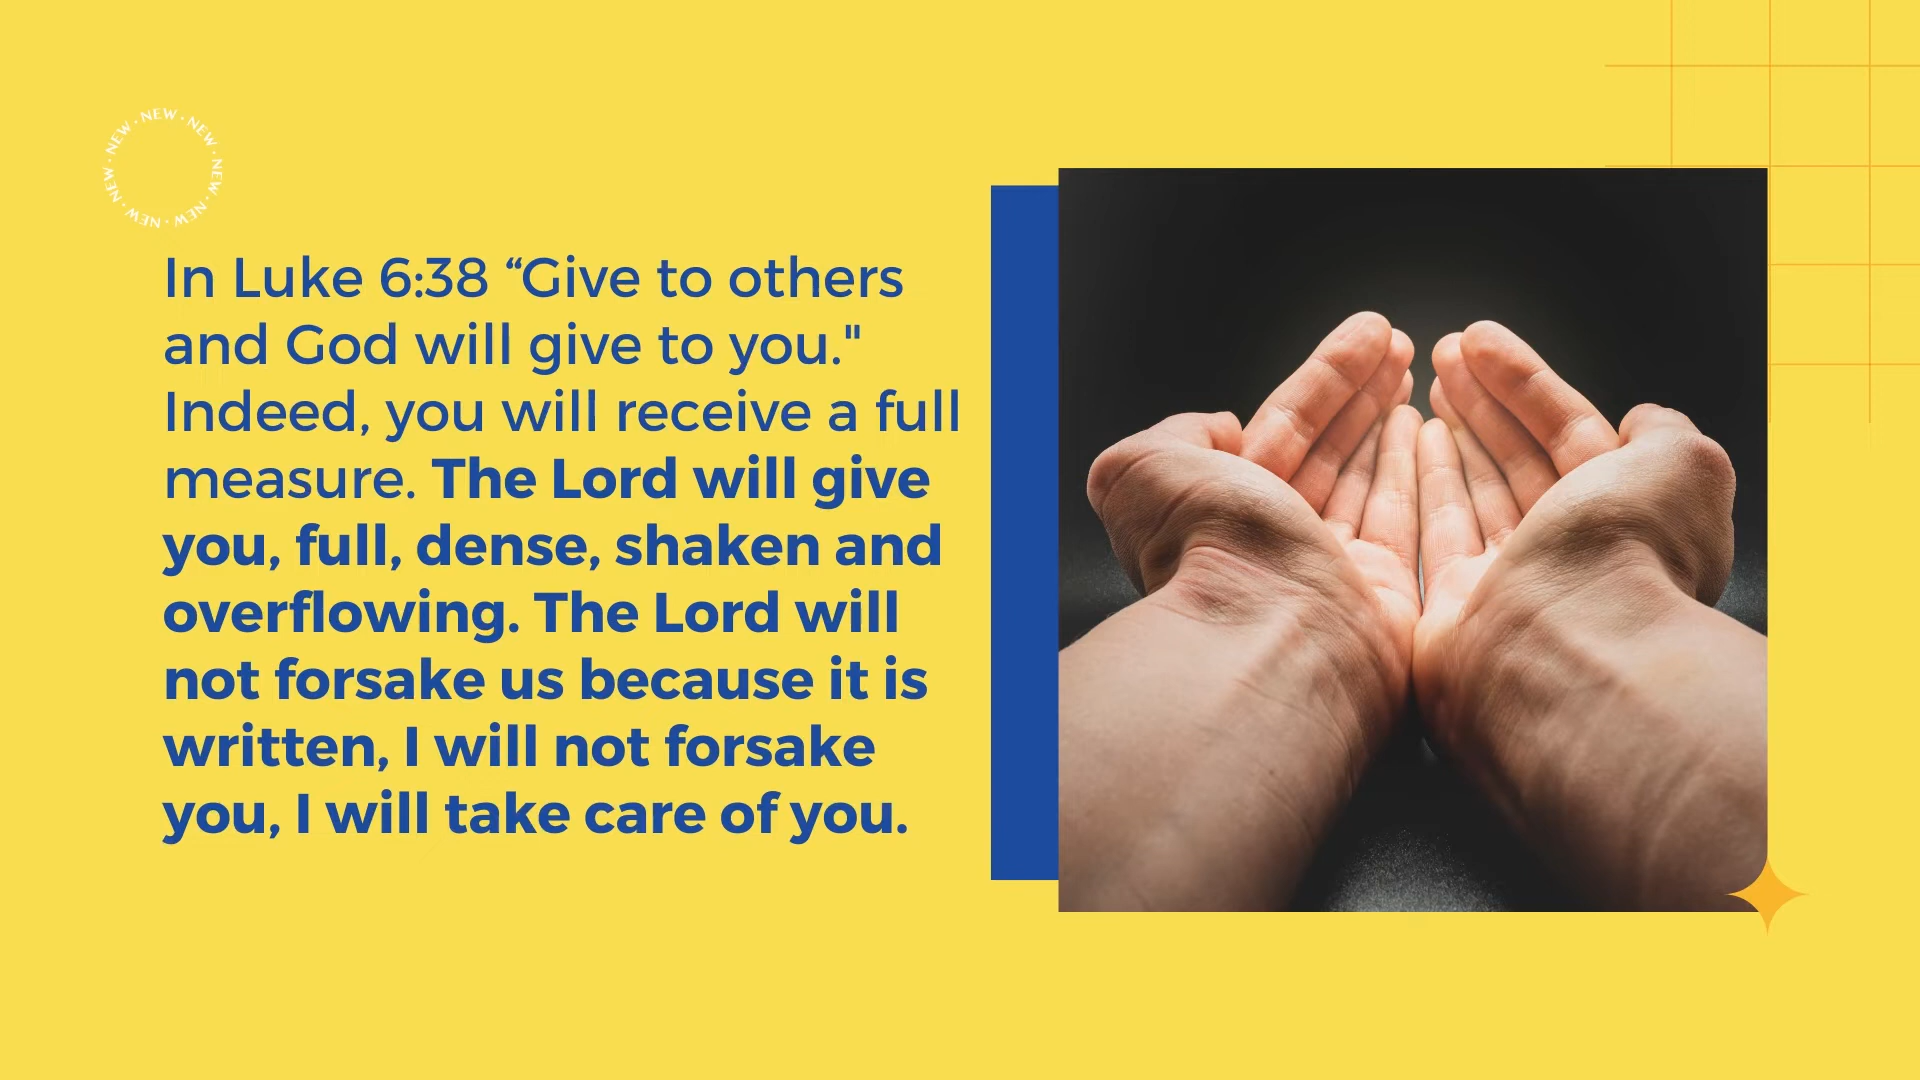 NEW · NEW · NEW · NEW · NEW · NEW · NEW · NEW ·
In Luke 6:38 “Give to others
and God will give to you."
Indeed, you will receive a full
measure. The Lord will give
you, full, dense, shaken and
overflowing. The Lord will
not forsake us because it is
written, I will not forsake
you, I will take care of you.